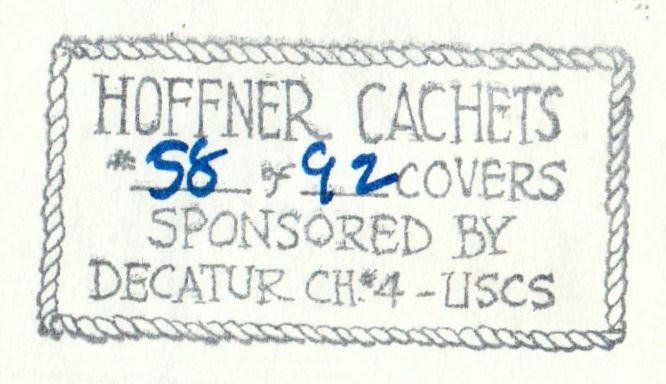 HOFFNER CACHETS
# 58 of 92 COVERS
SPONSORED BY
DECATUR CH.#4 - USCS